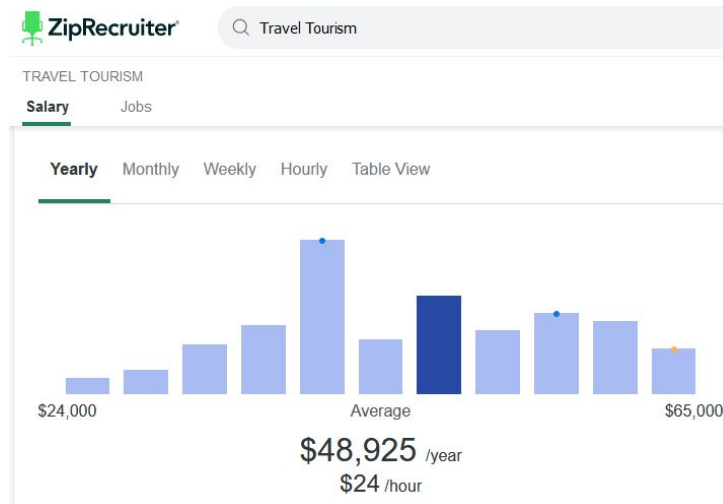 ZipRecruiter®
Travel Tourism
TRAVEL TOURISM
Salary Jobs
Yearly Monthly Weekly Hourly Table View
$24,000 Average $65,000
$48,925 /year
$24 /hour